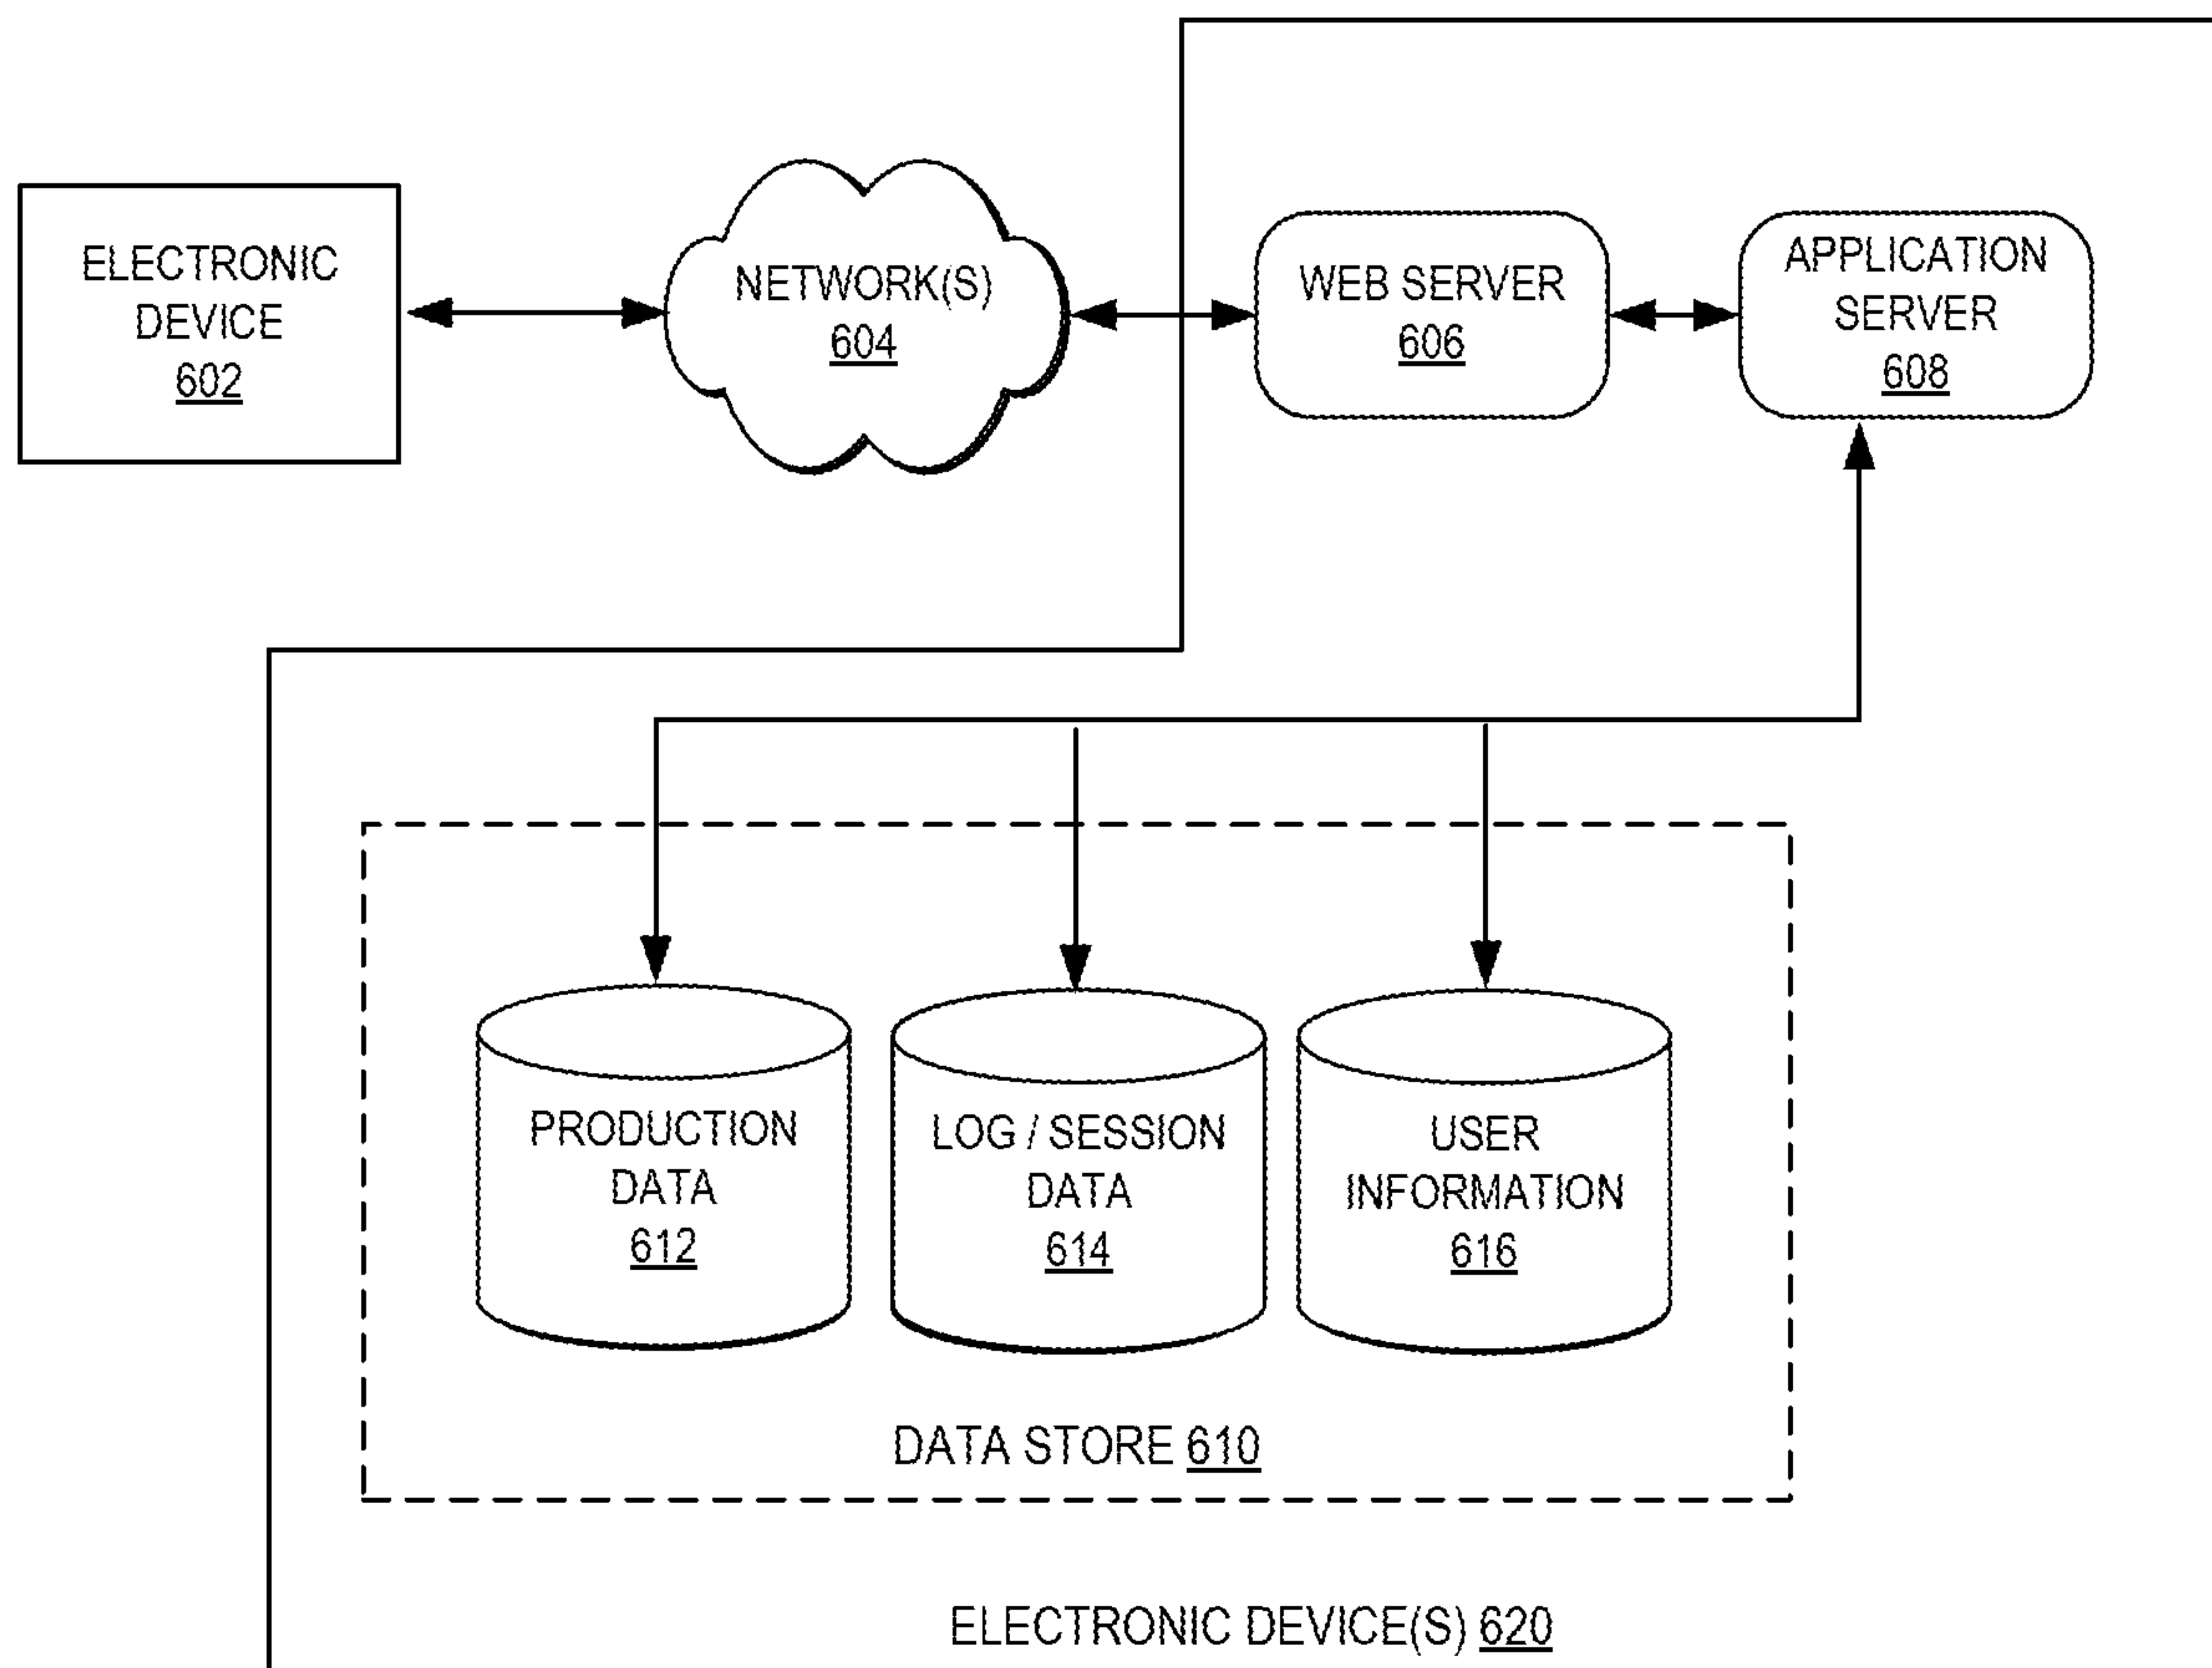 ELECTRONIC
DEVICE
602
NETWORK(S)
604
WEB SERVER
606
APPLICATION
SERVER
608
PRODUCTION
DATA
612
LOG / SESSION
DATA
614
USER
INFORMATION
616
DATA STORE 610
ELECTRONIC DEVICE(S) 620